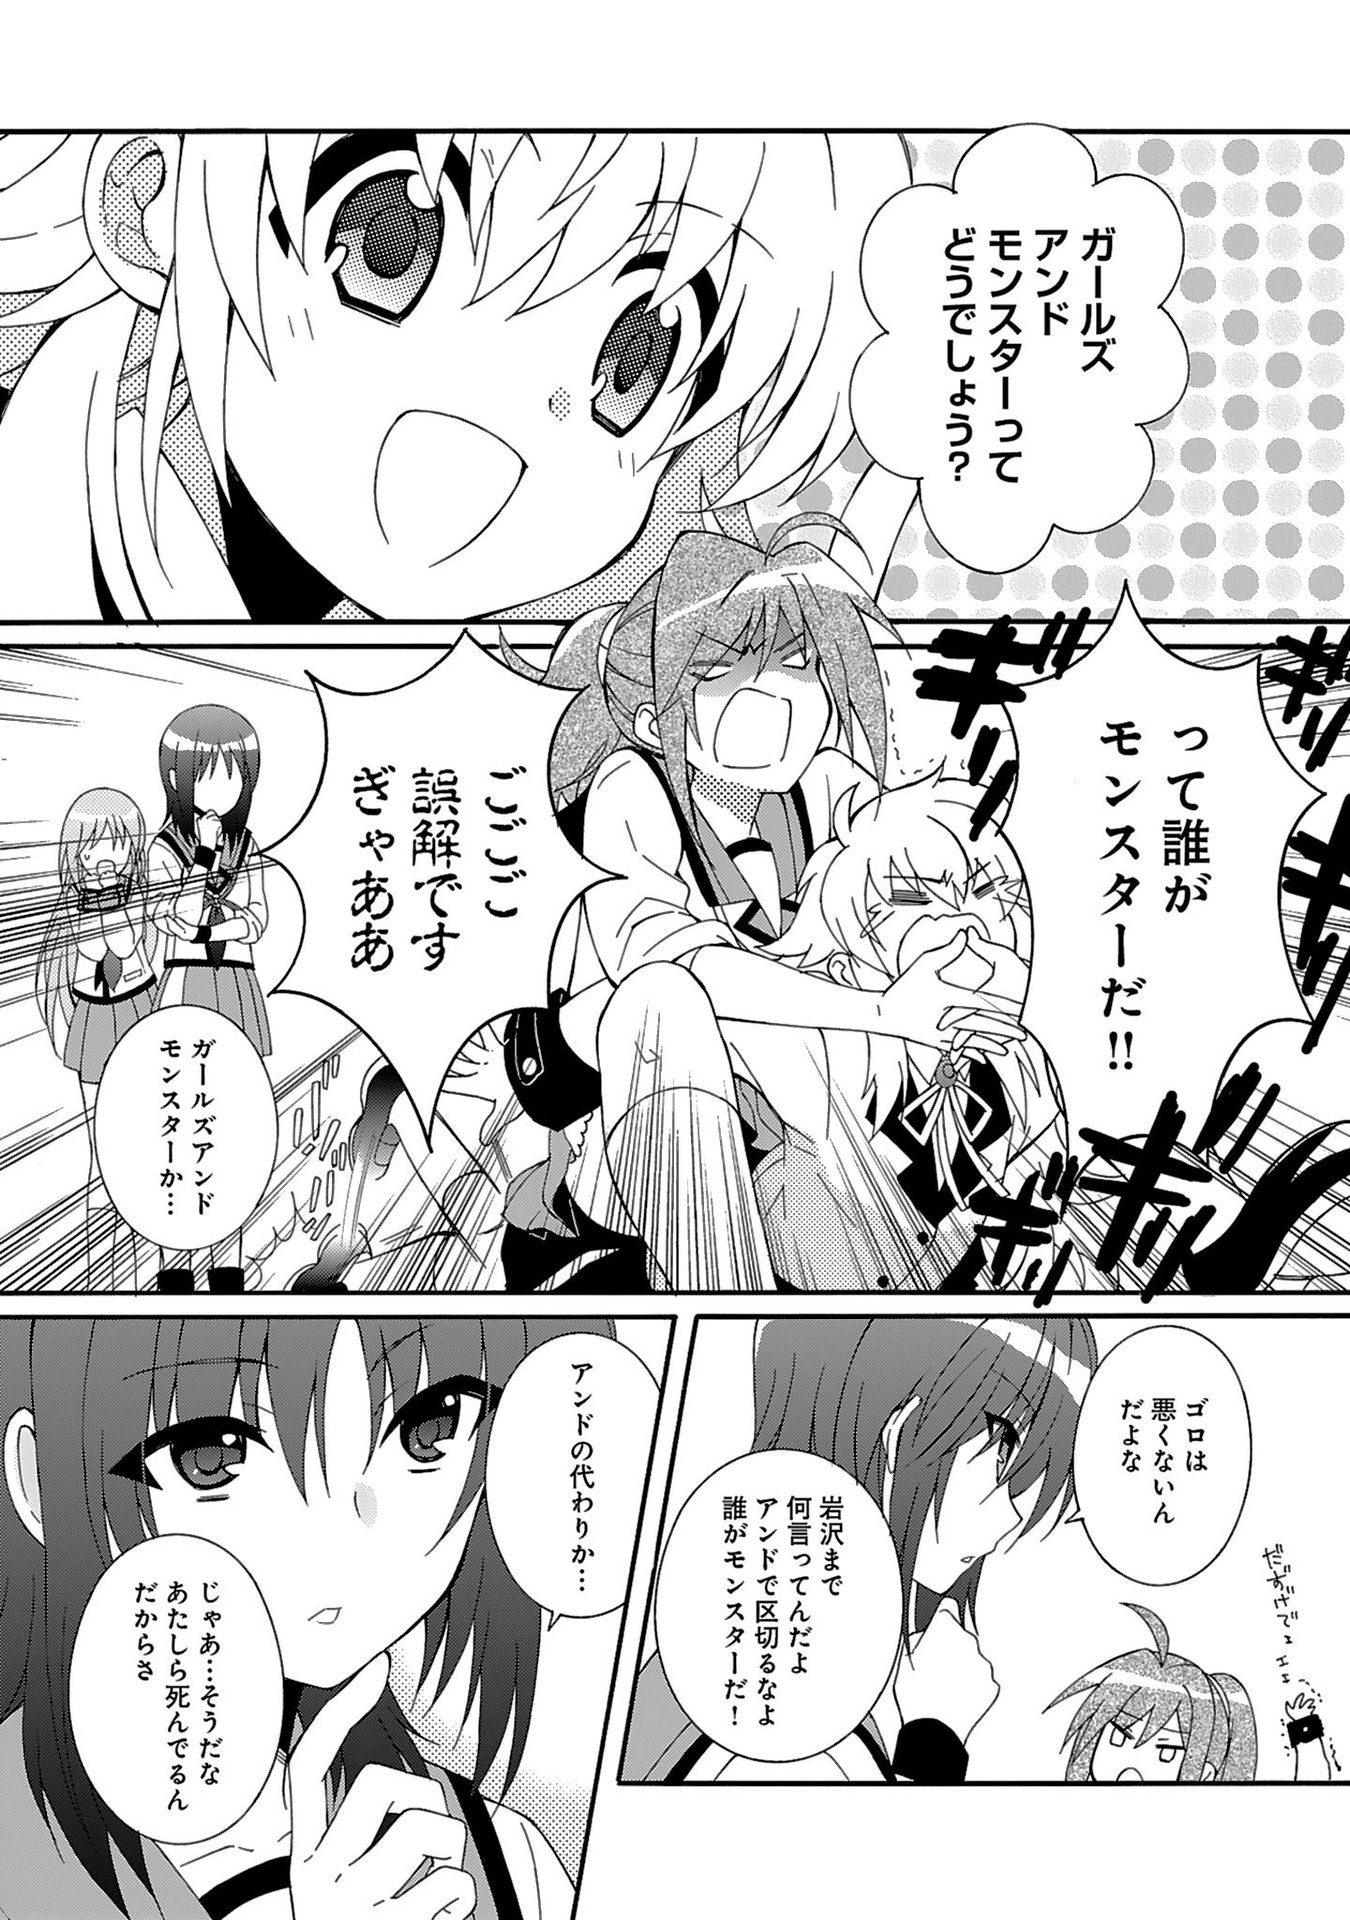 ガールズ
アンド
モンスターって
どうでしょう?
って誰が
モンスターだ!!
ギリ
ギリ
ギリ
ギリ
ギリ
ギリ
ごごごご
誤解です
ぎゃああああ
ガールズアンド
モンスターか…
ゴロは
悪くないん
だよな
岩沢まで
何言ってんだよ
アンドで区切るなよ
誰がモンスターだ!
だずげでェェェ
アンドの代わりか…
じゃあ…そうだな
あたしら死んでるん
だからさ